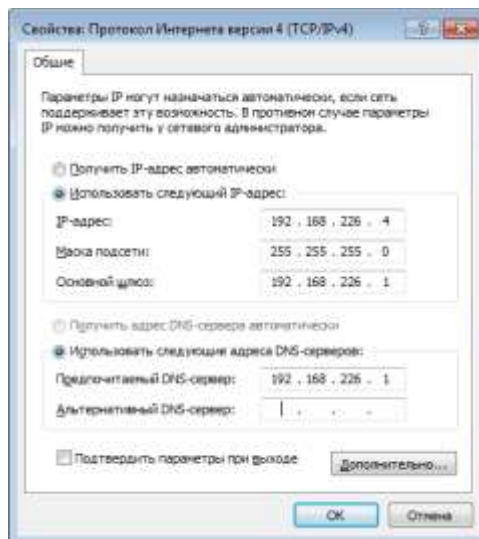 Свойства: Протокол Интернета версии 4 (TCP/IPv4)
Общие
Параметры IP могут назначаться автоматически, если сеть
поддерживает эту возможность. В противном случае параметры
IP можно получить у сетевого администратора.
Получить IP-адрес автоматически
Использовать следующий IP-адрес:
IP-адрес: 192 . 168 . 226 . 4
Маска подсети: 255 . 255 . 255 . 0
Основной шлюз: 192 . 168 . 226 . 1
Получить адрес DNS-сервера автоматически
Использовать следующие адреса DNS-серверов:
Предпочитаемый DNS-сервер: 192 . 168 . 226 . 1
Альтернативный DNS-сервер: . . .
Подтвердить параметры при выходе
Дополнительно...
OK Отмена